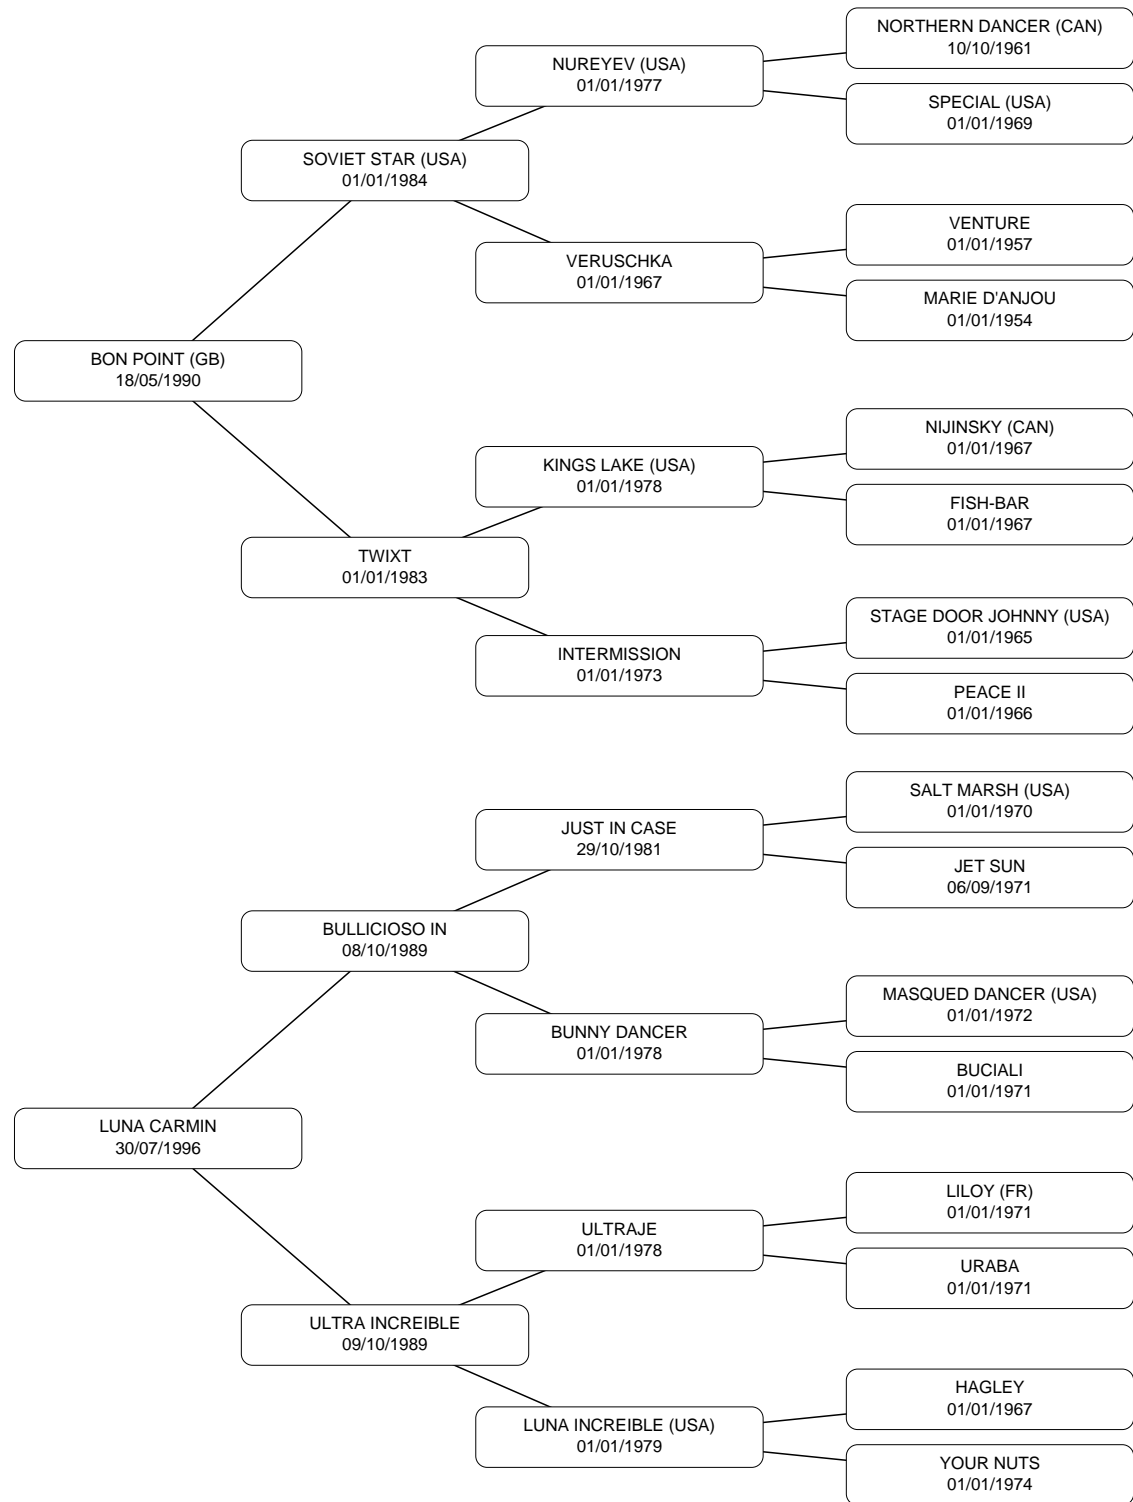 NORTHERN DANCER (CAN)
10/10/1961
NUREYEV (USA)
01/01/1977
SPECIAL (USA)
01/01/1969
SOVIET STAR (USA)
01/01/1984
VENTURE
01/01/1957
VERUSCHKA
01/01/1967
MARIE D'ANJOU
01/01/1954
BON POINT (GB)
18/05/1990
NIJINSKY (CAN)
01/01/1967
KINGS LAKE (USA)
01/01/1978
FISH-BAR
01/01/1967
TWIXT
01/01/1983
STAGE DOOR JOHNNY (USA)
01/01/1965
INTERMISSION
01/01/1973
PEACE II
01/01/1966
SALT MARSH (USA)
01/01/1970
JUST IN CASE
29/10/1981
JET SUN
06/09/1971
BULLICIOSO IN
08/10/1989
MASQUED DANCER (USA)
01/01/1972
BUNNY DANCER
01/01/1978
BUCIALI
01/01/1971
LUNA CARMIN
30/07/1996
LILOY (FR)
01/01/1971
ULTRAJE
01/01/1978
URABA
01/01/1971
ULTRA INCREIBLE
09/10/1989
HAGLEY
01/01/1967
LUNA INCREIBLE (USA)
01/01/1979
YOUR NUTS
01/01/1974